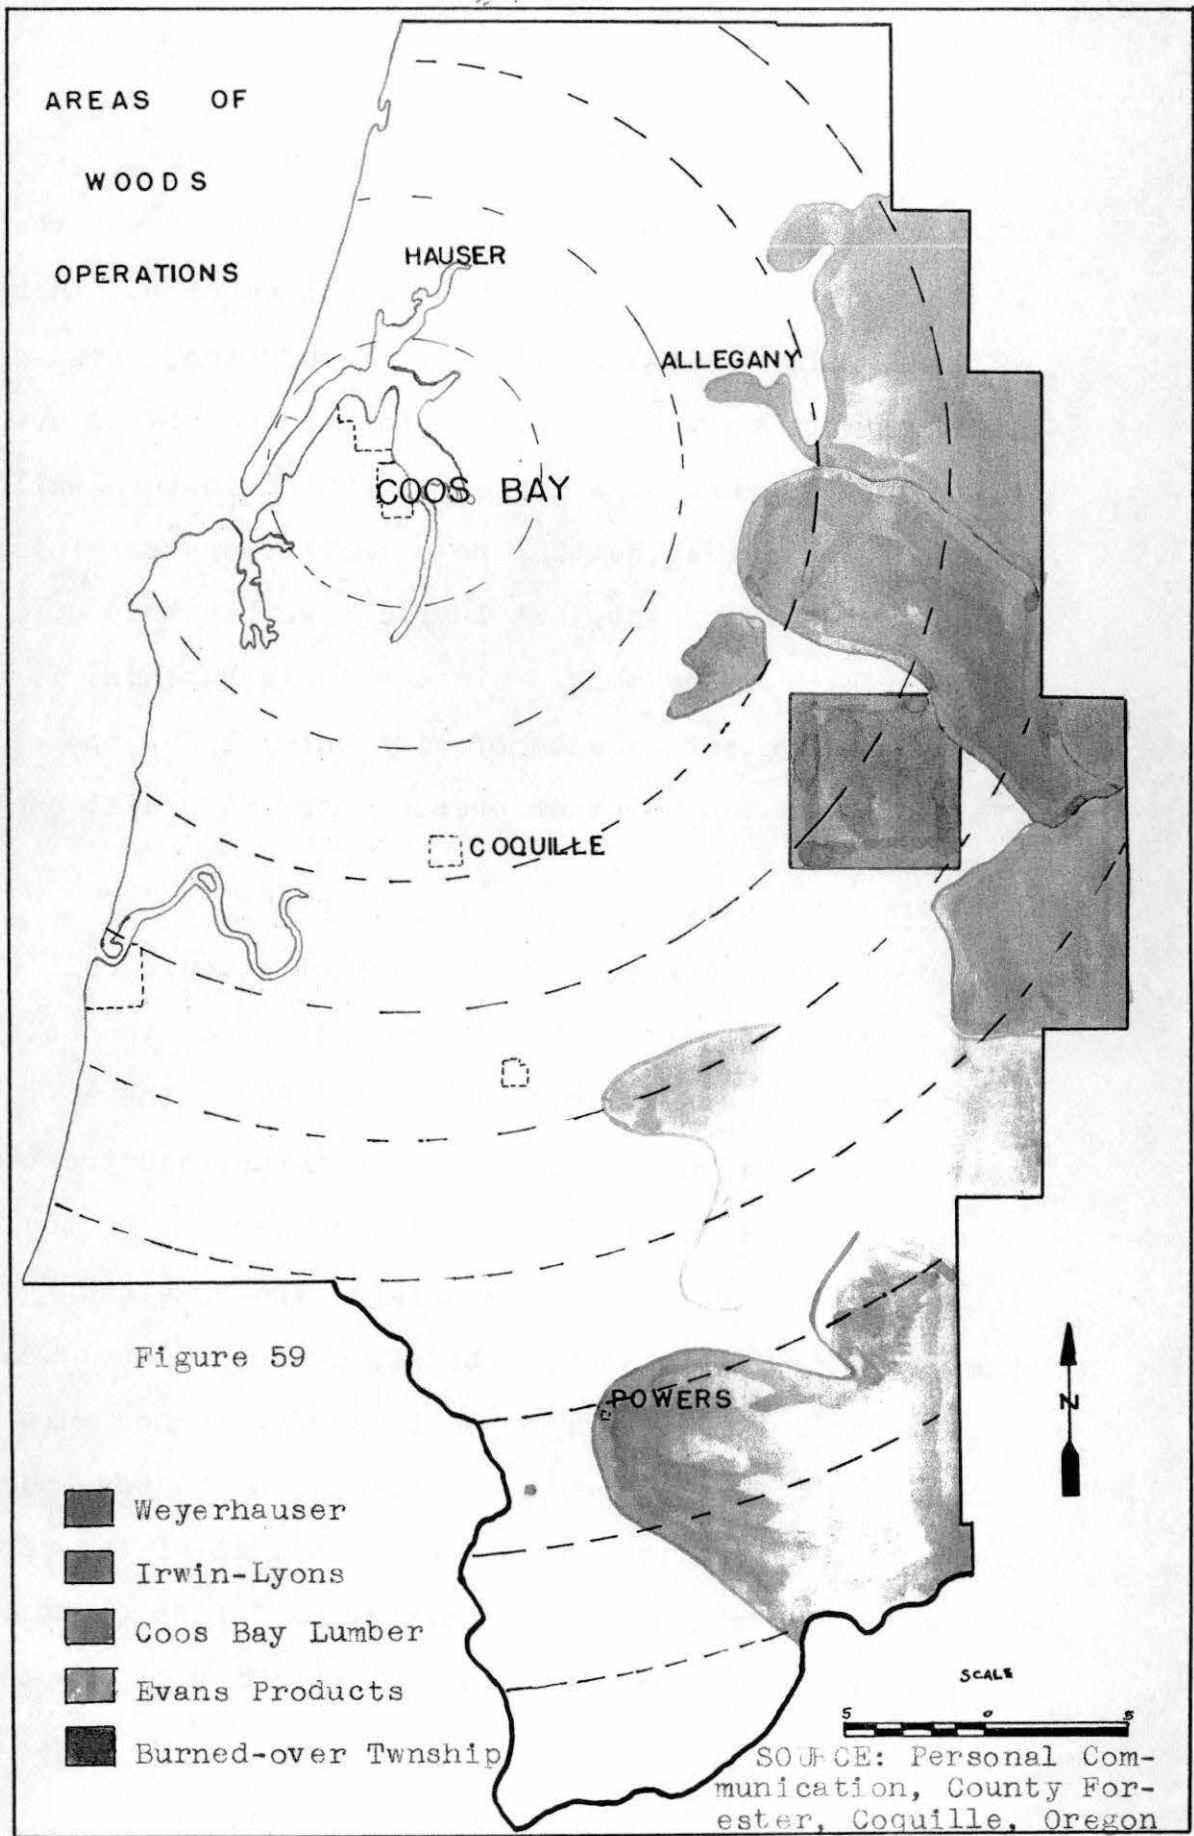 AREAS OF
WOODS
OPERATIONS
HAUSER
ALLEGANY
COOS BAY
COQUILLE
Figure 59
POWERS
N
Weyerhauser
Irwin-Lyons
Coos Bay Lumber
Evans Products
Burned-over Twnship
SCALE
5 0 5
SOURCE: Personal Com-
munication, County For-
ester, Coquille, Oregon